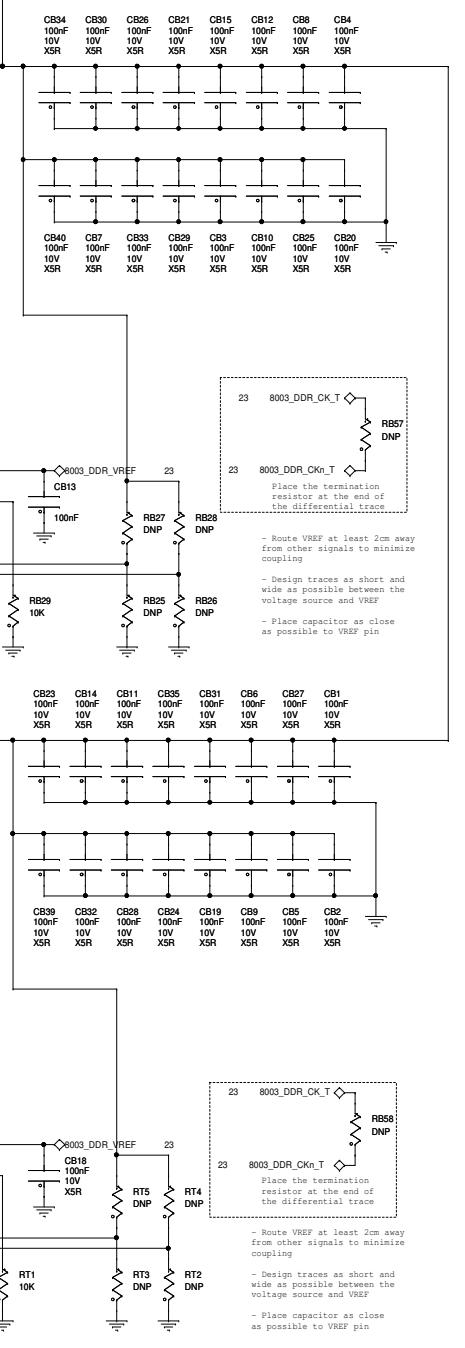 CB34 CB30 CB26 CB21 CB15 CB12 CB8 CB4
100nF 100nF 100nF 100nF 100nF 100nF 100nF 100nF
10V 10V 10V 10V 10V 10V 10V 10V
X5R X5R X5R X5R X5R X5R X5R X5R
CB40 CB7 CB33 CB29 CB3 CB10 CB25 CB20
100nF 100nF 100nF 100nF 100nF 100nF 100nF 100nF
10V 10V 10V 10V 10V 10V 10V 10V
X5R X5R X5R X5R X5R X5R X5R X5R
23 8003_DDR_CK_T
RB57
DNP
23 8003_DDR_CKn_T
Place the termination
resistor at the end of
the differential trace
8003_DDR_VREF 23
CB13
100nF
RB27
DNP
RB28
DNP
- Route VREF at least 2cm away
from other signals to minimize
coupling
- Design traces as short and
wide as possible between the
voltage source and VREF
- Place capacitor as close
as possible to VREF pin
RB29
10K
RB25
DNP
RB26
DNP
CB23 CB14 CB11 CB35 CB31 CB6 CB27 CB1
100nF 100nF 100nF 100nF 100nF 100nF 100nF 100nF
10V 10V 10V 10V 10V 10V 10V 10V
X5R X5R X5R X5R X5R X5R X5R X5R
CB39 CB32 CB28 CB24 CB19 CB9 CB5 CB2
100nF 100nF 100nF 100nF 100nF 100nF 100nF 100nF
10V 10V 10V 10V 10V 10V 10V 10V
X5R X5R X5R X5R X5R X5R X5R X5R
23 8003_DDR_CK_T
RB58
DNP
23 8003_DDR_CKn_T
Place the termination
resistor at the end of
the differential trace
8003_DDR_VREF 23
CB18
100nF
10V
X5R
RT5
DNP
RT4
DNP
- Route VREF at least 2cm away
from other signals to minimize
coupling
- Design traces as short and
wide as possible between the
voltage source and VREF
- Place capacitor as close
as possible to VREF pin
RT1
10K
RT3
DNP
RT2
DNP